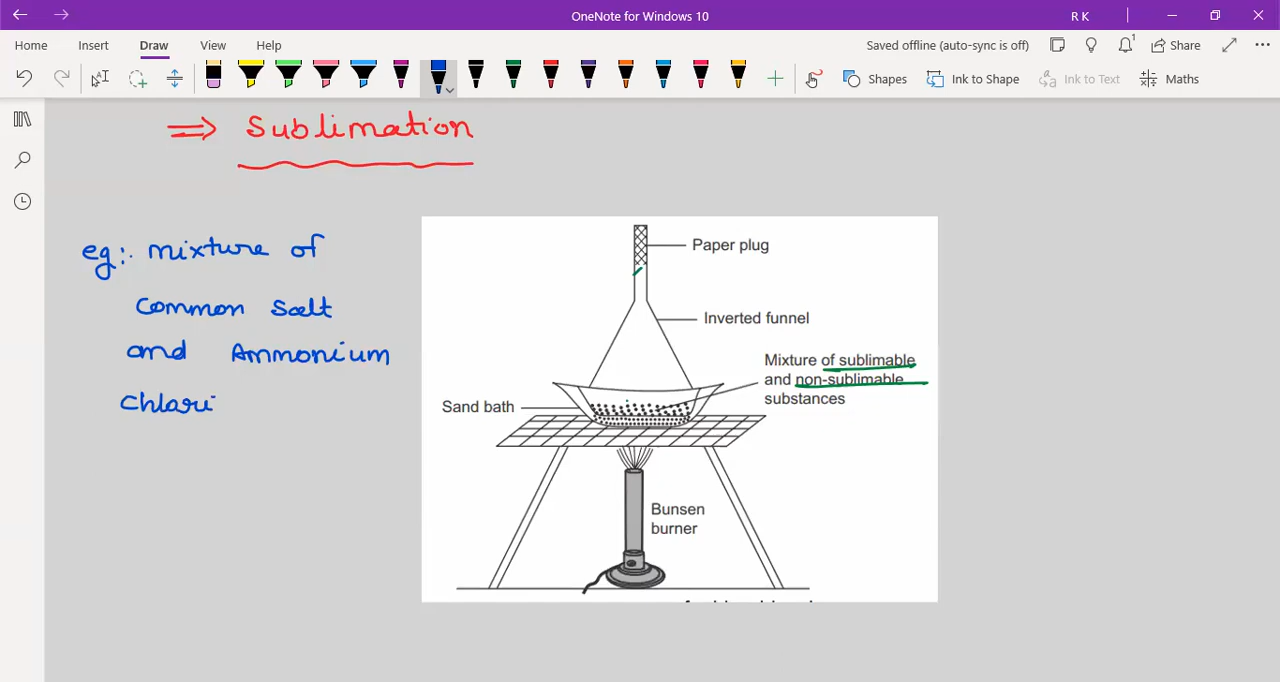 OneNote for Windows 10
R K
Home Insert Draw View Help
Saved offline (auto-sync is off)
1
Share
Shapes
Ink to Shape
Ink to Text
Maths
⇒ Sublimation
eg:. mixture of
Common Salt
and Ammonium
Chlori
Paper plug
Inverted funnel
Mixture of sublimable
and non-sublimable
substances
Sand bath
Bunsen
burner